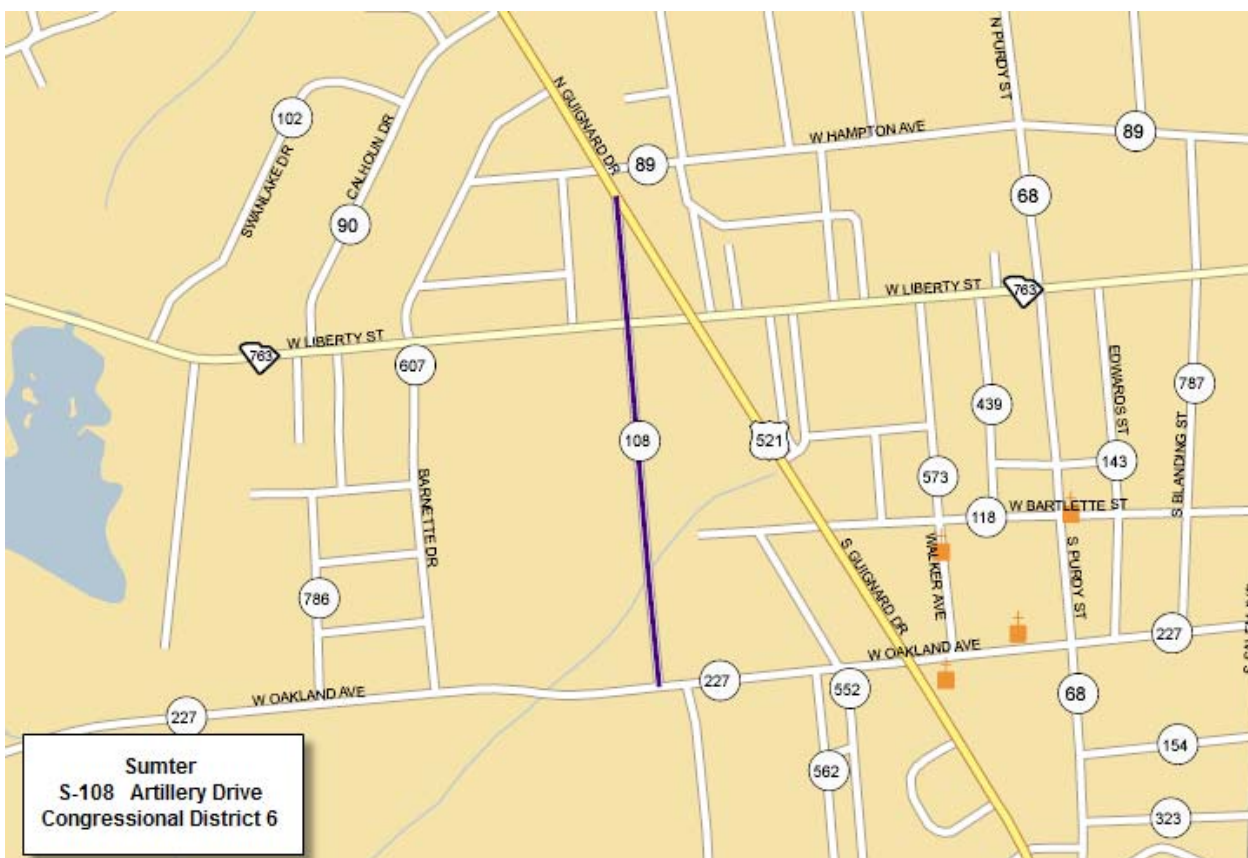 N PURDY ST
N GUIGNARD DR
102
W HAMPTON AVE
89
89
CALHOUN DR
SWANLAKE DR
68
90
W LIBERTY ST
763
W LIBERTY ST
763
607
EDWARDS ST
787
439
108
521
S BLANDING ST
143
573
BARNETTE DR
W BARTLETTE ST
118
WALKER AVE
S PURDY ST
S GUIGNARD DR
786
227
W OAKLAND AVE
227
552
W OAKLAND AVE
68
227
154
562
323
Sumter
S-108 Artillery Drive
Congressional District 6